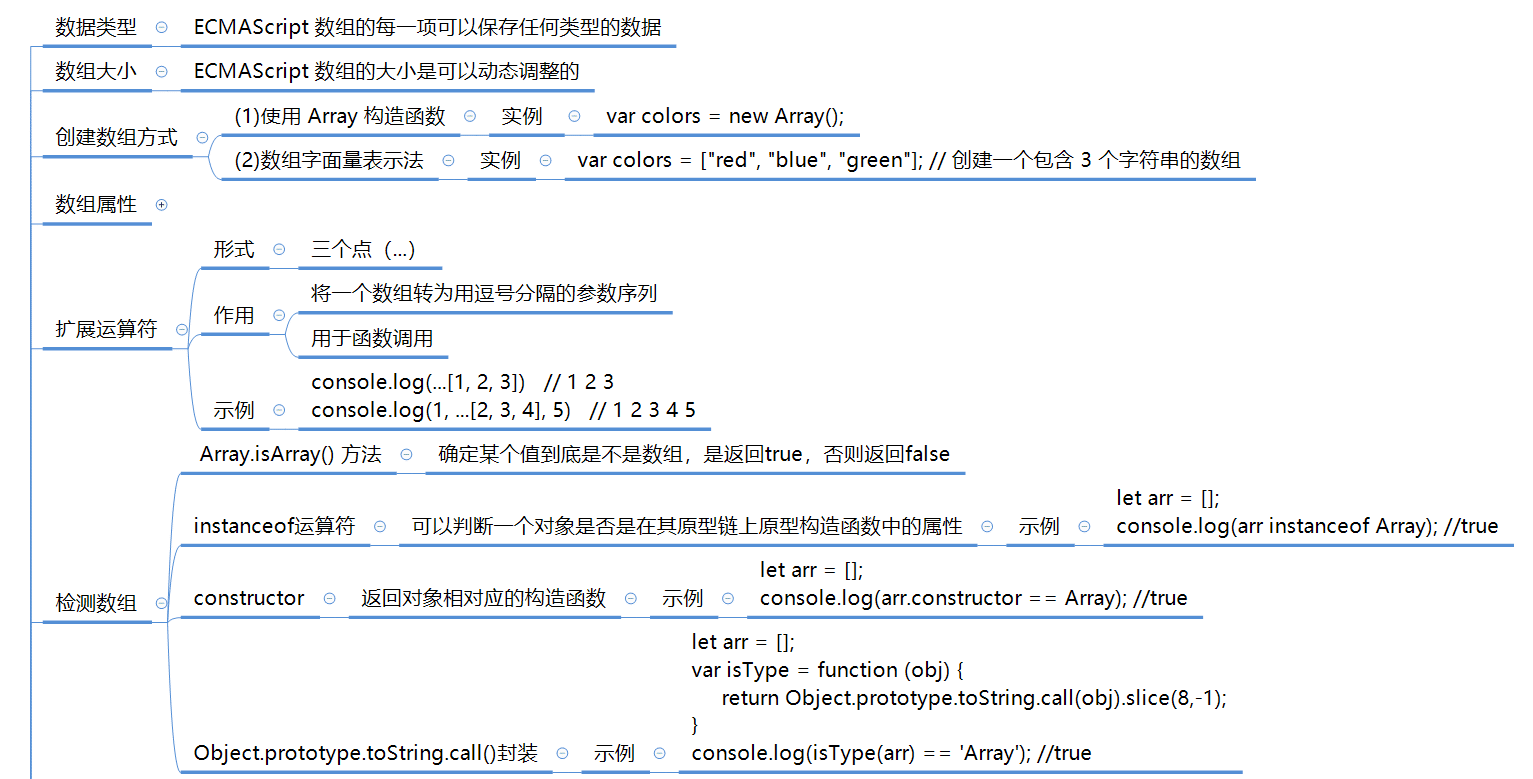 数据类型
ECMAScript 数组的每一项可以保存任何类型的数据
数组大小
ECMAScript 数组的大小是可以动态调整的
创建数组方式
(1)使用 Array 构造函数
实例
var colors = new Array();
(2)数组字面量表示法
实例
var colors = ["red", "blue", "green"]; // 创建一个包含 3 个字符串的数组
数组属性
扩展运算符
形式
三个点（...）
作用
将一个数组转为用逗号分隔的参数序列
用于函数调用
示例
console.log(...[1, 2, 3])   // 1 2 3
console.log(1, ...[2, 3, 4], 5)   // 1 2 3 4 5
检测数组
Array.isArray() 方法
确定某个值到底是不是数组，是返回true，否则返回false
instanceof运算符
可以判断一个对象是否是在其原型链上原型构造函数中的属性
示例
let arr = [];
console.log(arr instanceof Array); //true
constructor
返回对象相对应的构造函数
示例
let arr = [];
console.log(arr.constructor == Array); //true
Object.prototype.toString.call()封装
示例
let arr = [];
var isType = function (obj) {
return Object.prototype.toString.call(obj).slice(8,-1);
}
console.log(isType(arr) == 'Array'); //true